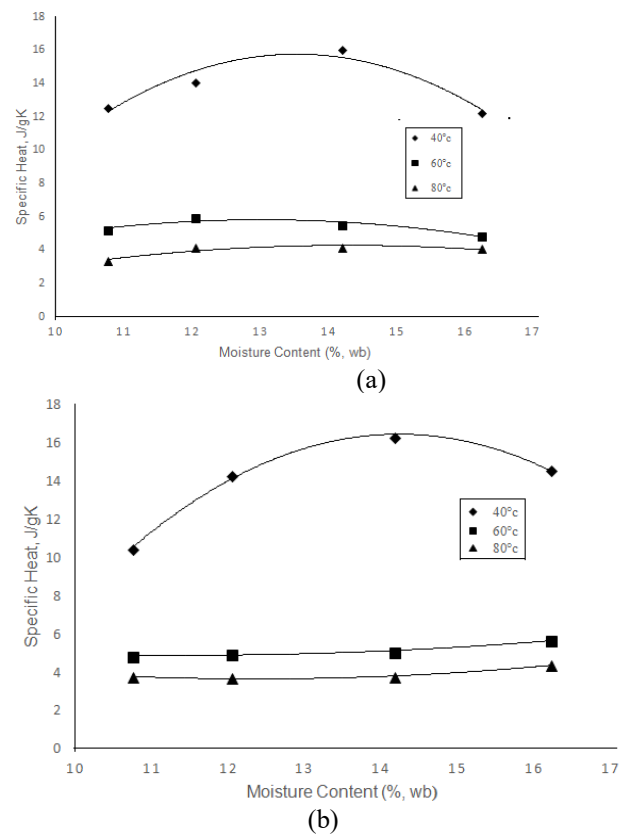 18
16
14
12
10
8
6
4
2
0
Specific Heat, J/gK
40°c
60°c
80°c
10 11 12 13 14 15 16 17
Moisture Content (%, wb)
(a)
18
16
14
12
10
8
6
4
2
0
Specific Heat, J/gK
40°c
60°c
80°c
10 11 12 13 14 15 16 17
Moisture Content (%, wb)
(b)